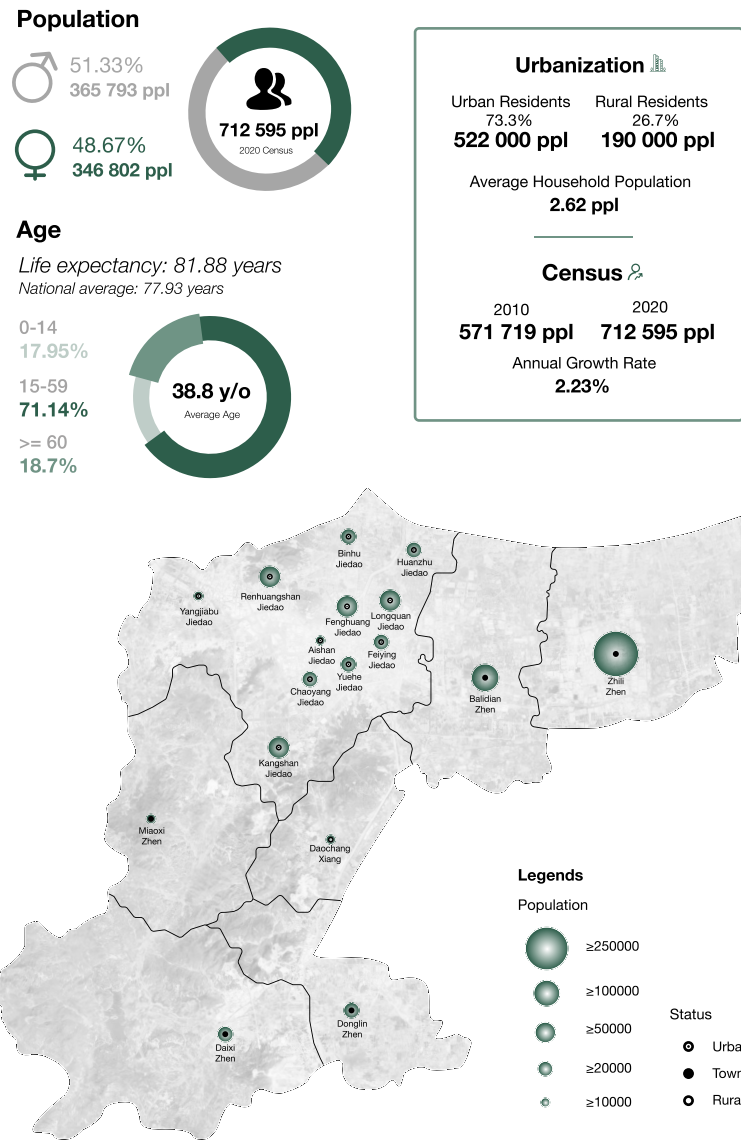 Population
51.33%
365 793 ppl
48.67%
346 802 ppl
712 595 ppl
2020 Census
Urbanization
Urban Residents
73.3%
522 000 ppl
Rural Residents
26.7%
190 000 ppl
Average Household Population
2.62 ppl
Census
2010
571 719 ppl
2020
712 595 ppl
Annual Growth Rate
2.23%
Age
Life expectancy: 81.88 years
National average: 77.93 years
0-14
17.95%
15-59
71.14%
>= 60
18.7%
38.8 y/o
Average Age
Binhu
Jiedao
Huanzhu
Jiedao
Renhuangshan
Jiedao
Yangjiabu
Jiedao
Fenghuang
Jiedao
Longquan
Jiedao
Aishan
Jiedao
Feiying
Jiedao
Yuehe
Jiedao
Chaoyang
Jiedao
Zhili
Zhen
Balidian
Zhen
Kangshan
Jiedao
Miaoxi
Zhen
Daochang
Xiang
Donglin
Zhen
Daixi
Zhen
Legends
Population
≥250000
≥100000
≥50000
≥20000
≥10000
Status
Urba
Town
Rura